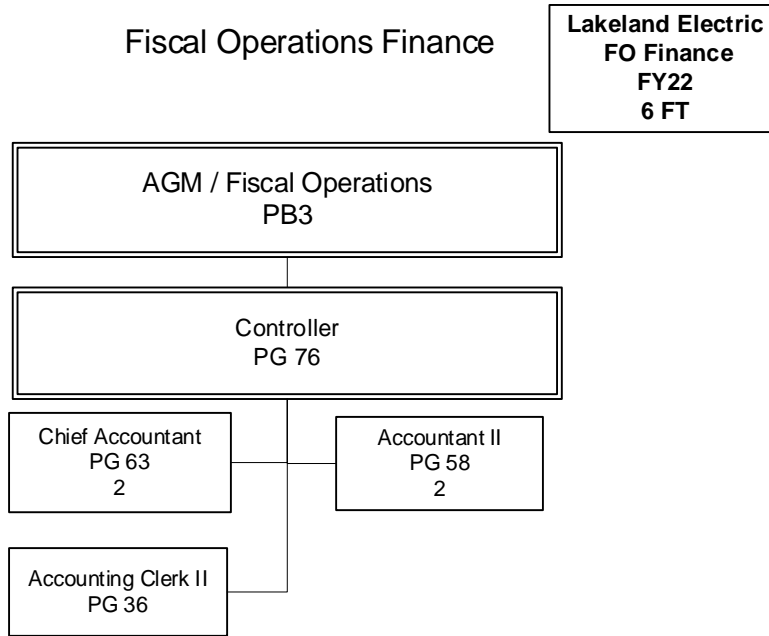 Fiscal Operations Finance
Lakeland Electric
FO Finance
FY22
6 FT
AGM / Fiscal Operations
PB3
Controller
PG 76
Chief Accountant
PG 63
2
Accountant II
PG 58
2
Accounting Clerk II
PG 36